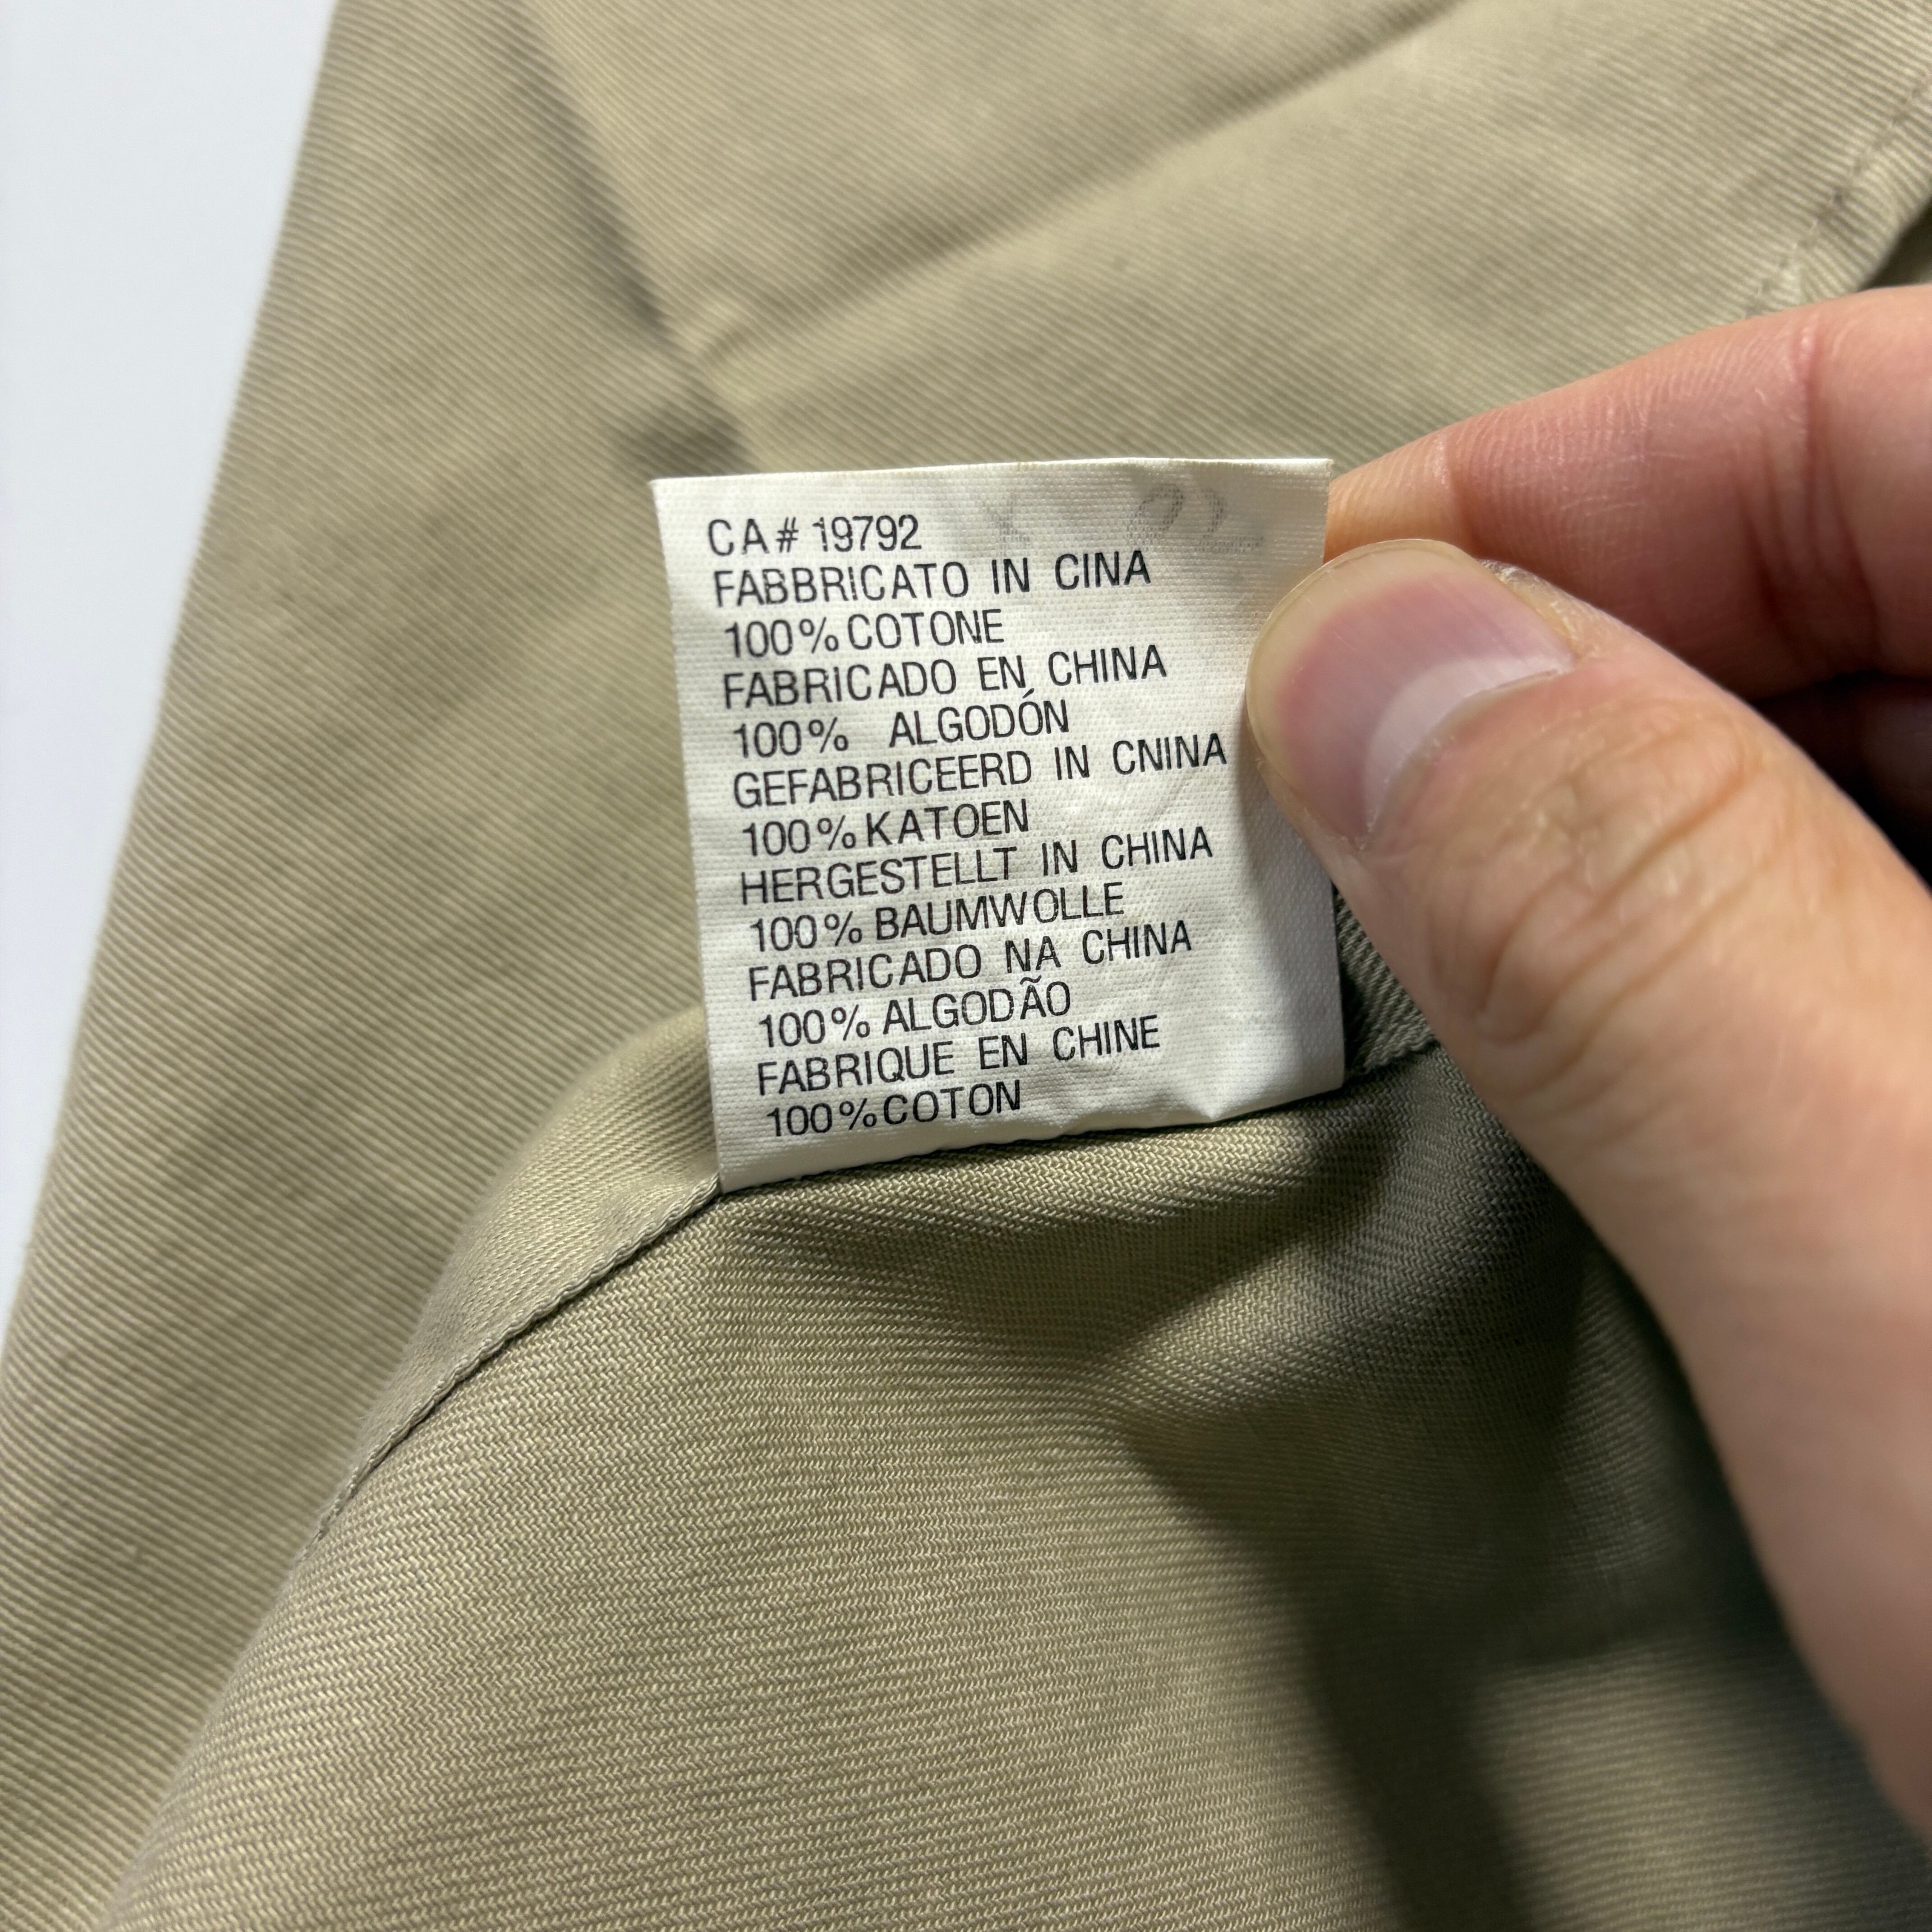 CA# 19792
FABBRICATO IN CINA
100% COTONE
FABRICADO EN CHINA
100% ALGODÓN
GEFABRICEERD IN CNINA
100% KATOEN
HERGESTELLT IN CHINA
100% BAUMWOLLE
FABRICADO NA CHINA
100% ALGODÃO
FABRIQUE EN CHINE
100% COTON